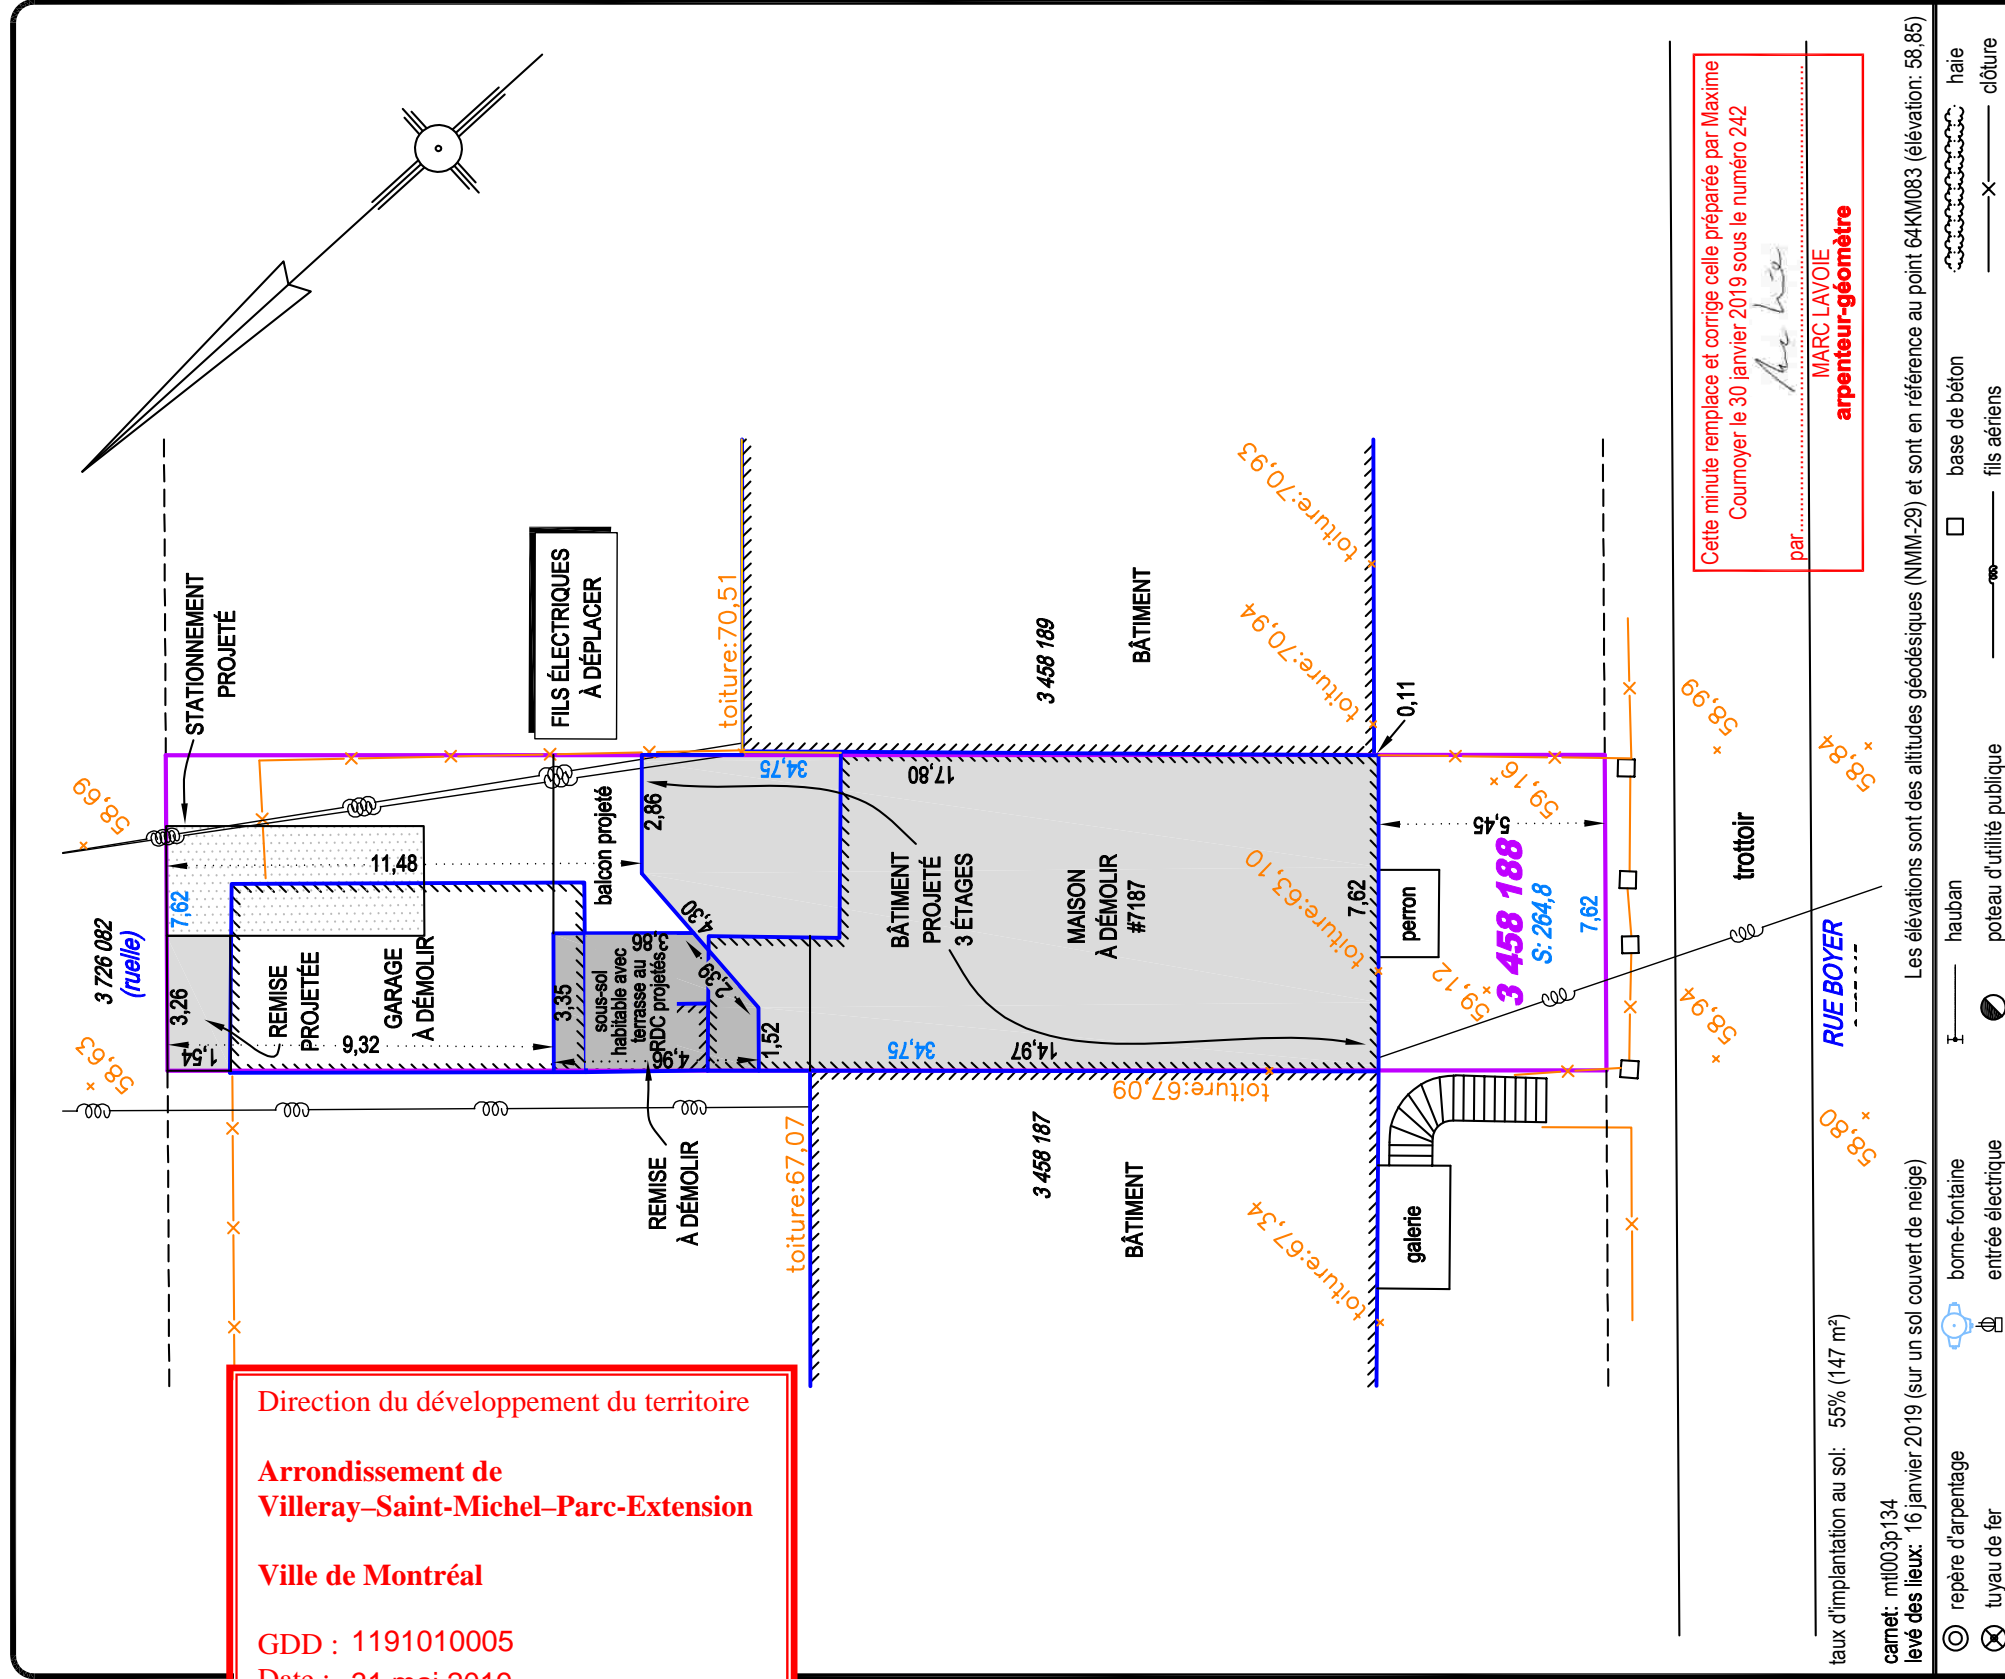 3 726 082
(ruelle)
58,69
58,63
7,62
3,26
1,54
STATIONNEMENT
PROJETÉ
REMISE
PROJETÉE
9,32
11,48
GARAGE
À DÉMOLIR
FILS ÉLECTRIQUES
À DÉPLACER
3,35
balcon projeté
sous-sol
habitable avec
terrasse au
RDC projetés
3,86
4,96
2,86
4,30
2,39
1,52
REMISE
À DÉMOLIR
toiture:70,51
toiture:67,07
34,75
34,75
17,80
14,97
BÂTIMENT
PROJETÉ
3 ÉTAGES
MAISON
À DÉMOLIR
#7187
3 458 189
BÂTIMENT
3 458 187
BÂTIMENT
toiture:70,93
toiture:70,94
toiture:63,10
toiture:67,09
toiture:67,34
0,11
7,62
perron
galerie
5,45
59,16
59,12
3 458 188
S: 264,8
7,62
58,99
58,94
58,84
58,80
trottoir
RUE BOYER
Cette minute remplace et corrige celle préparée par Maxime
Cournoyer le 30 janvier 2019 sous le numéro 242
par
MARC LAVOIE
arpenteur-géomètre
taux d'implantation au sol: 55% (147 m²)
carnet: mtl003p134
levé des lieux: 16 janvier 2019 (sur un sol couvert de neige)
Les élévations sont des altitudes géodésiques (NMM-29) et sont en référence au point 64KM083 (élévation: 58,85)
repère d'arpentage
borne-fontaine
hauban
base de béton
haie
tuyau de fer
entrée électrique
poteau d'utilité publique
fils aériens
clôture
Direction du développement du territoire
Arrondissement de
Villeray–Saint-Michel–Parc-Extension
Ville de Montréal
GDD : 1191010005
Date : 21 mai 2019